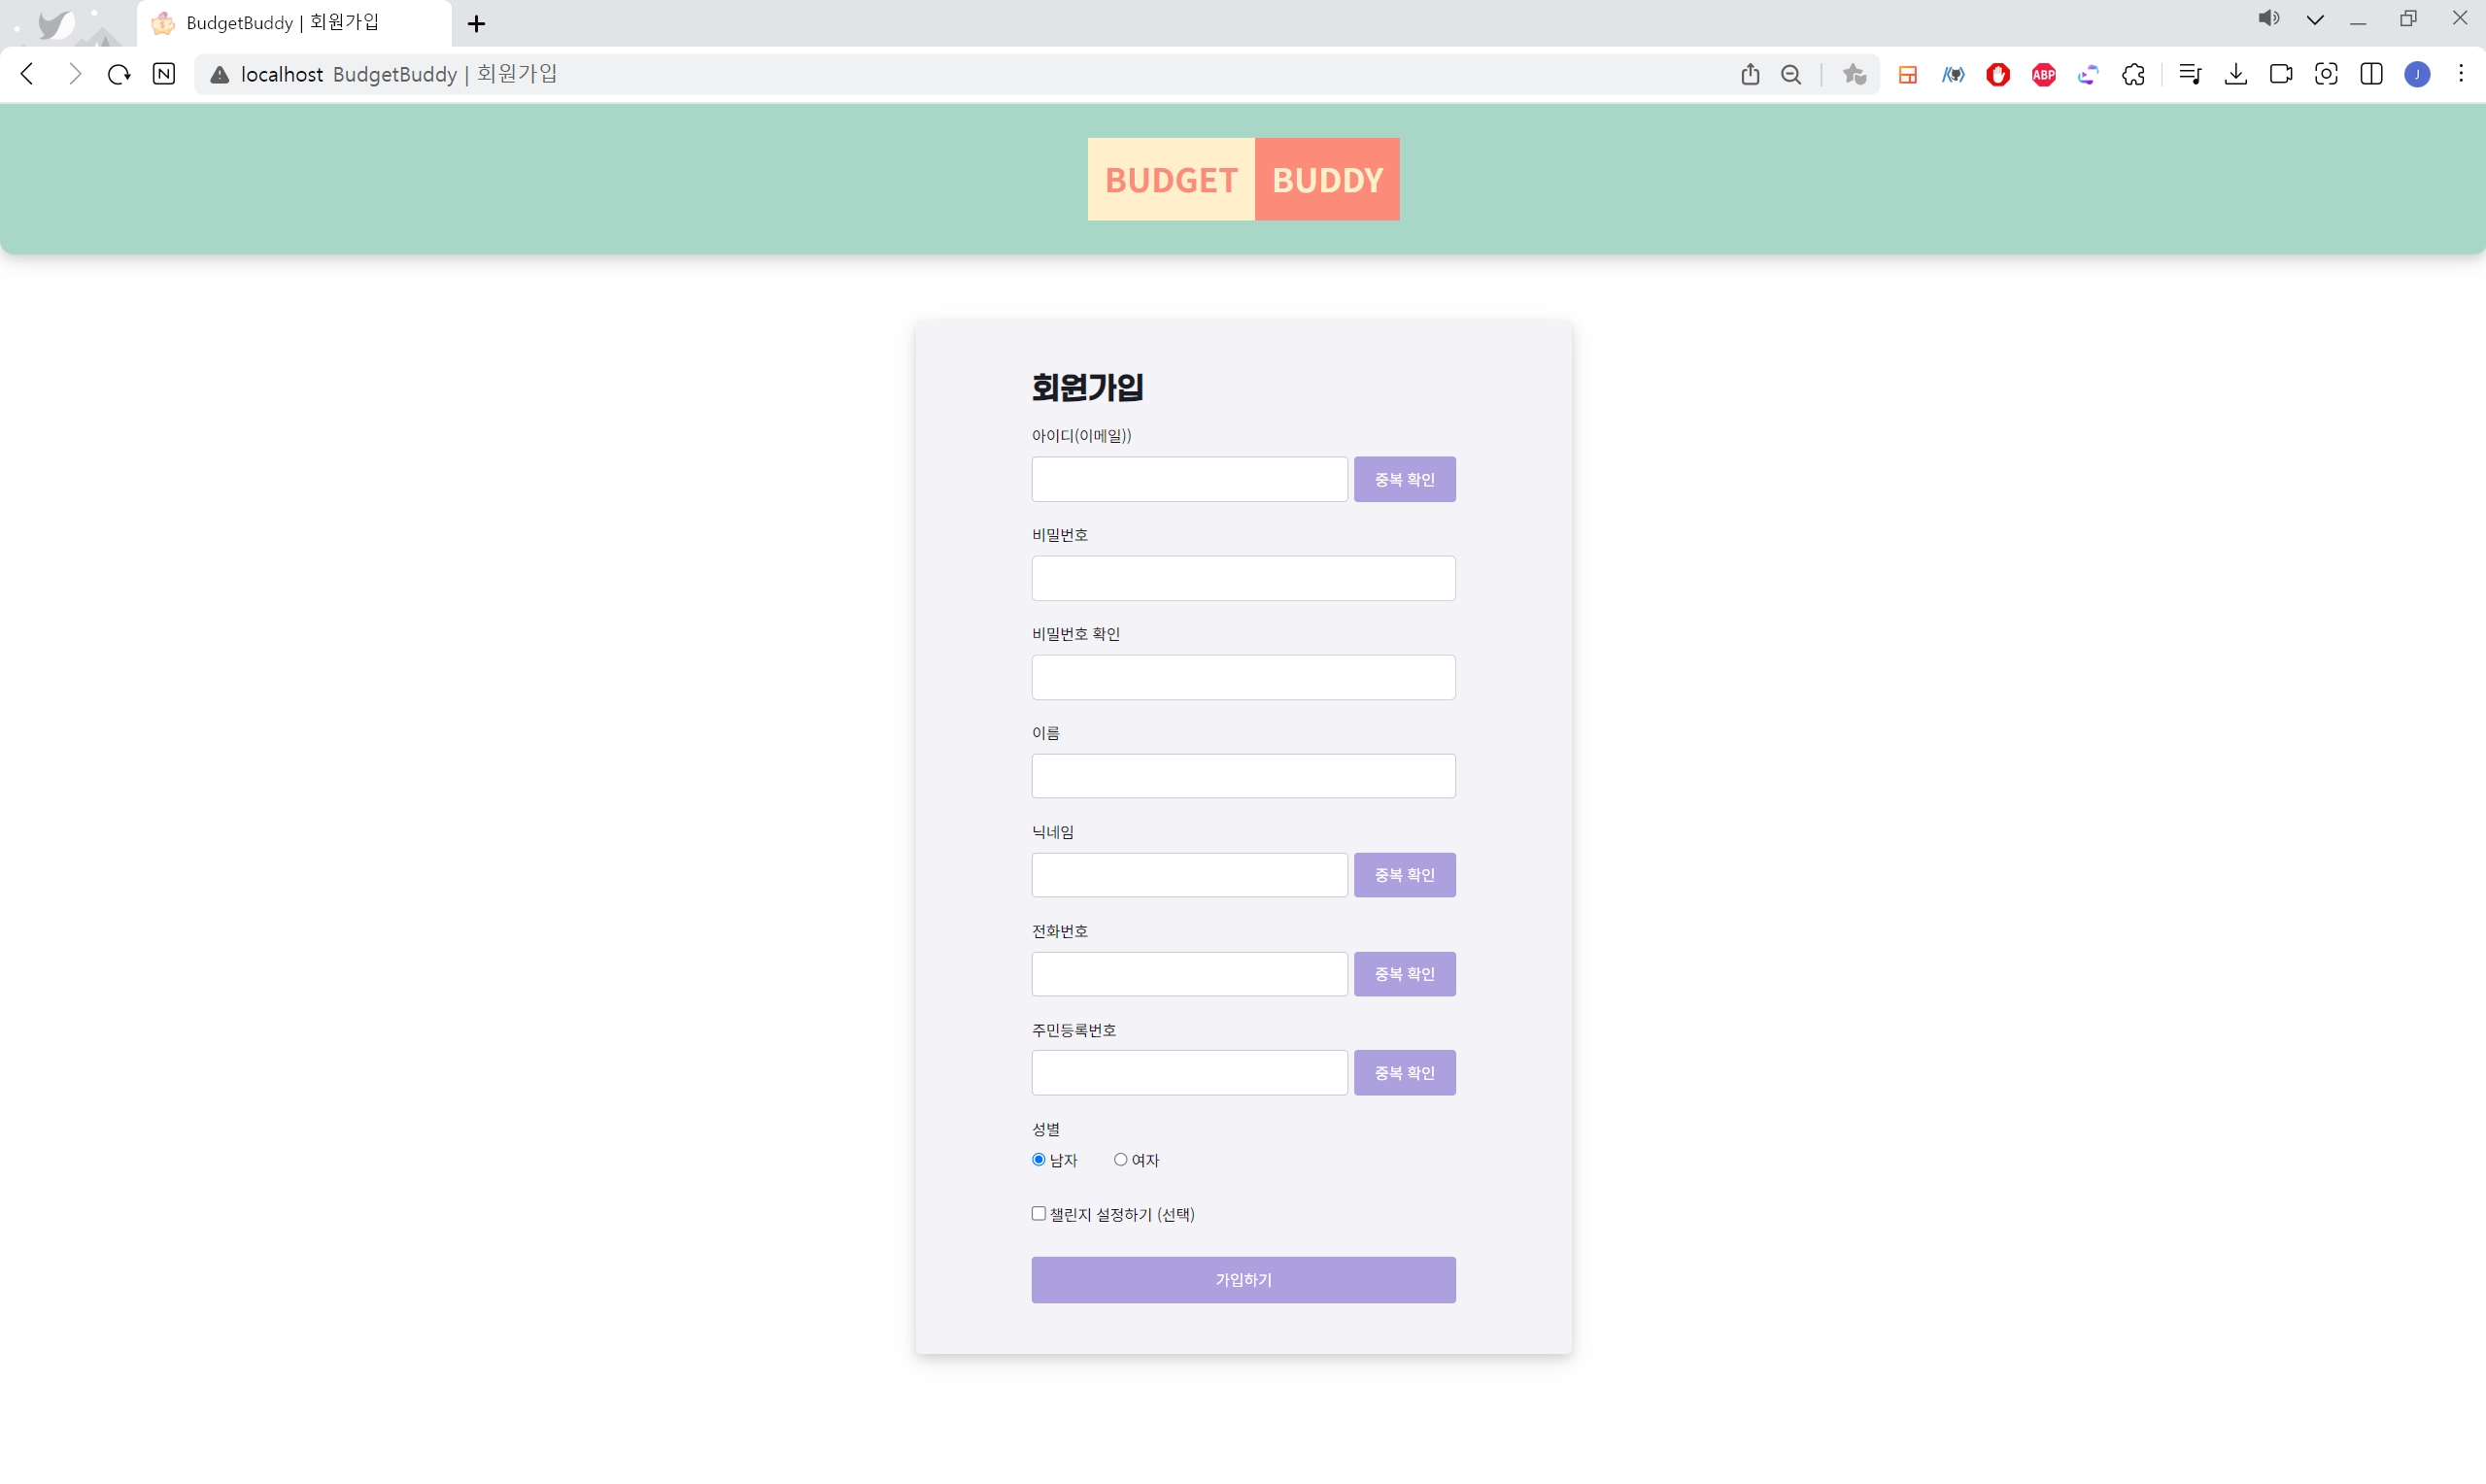 BudgetBuddy | 회원가입
N localhost BudgetBuddy | 회원가입 ABP J
BUDGET BUDDY
회원가입
아이디(이메일))
중복 확인
비밀번호
비밀번호 확인
이름
닉네임
중복 확인
전화번호
중복 확인
주민등록번호
중복 확인
성별
남자 여자
챌린지 설정하기 (선택)
가입하기